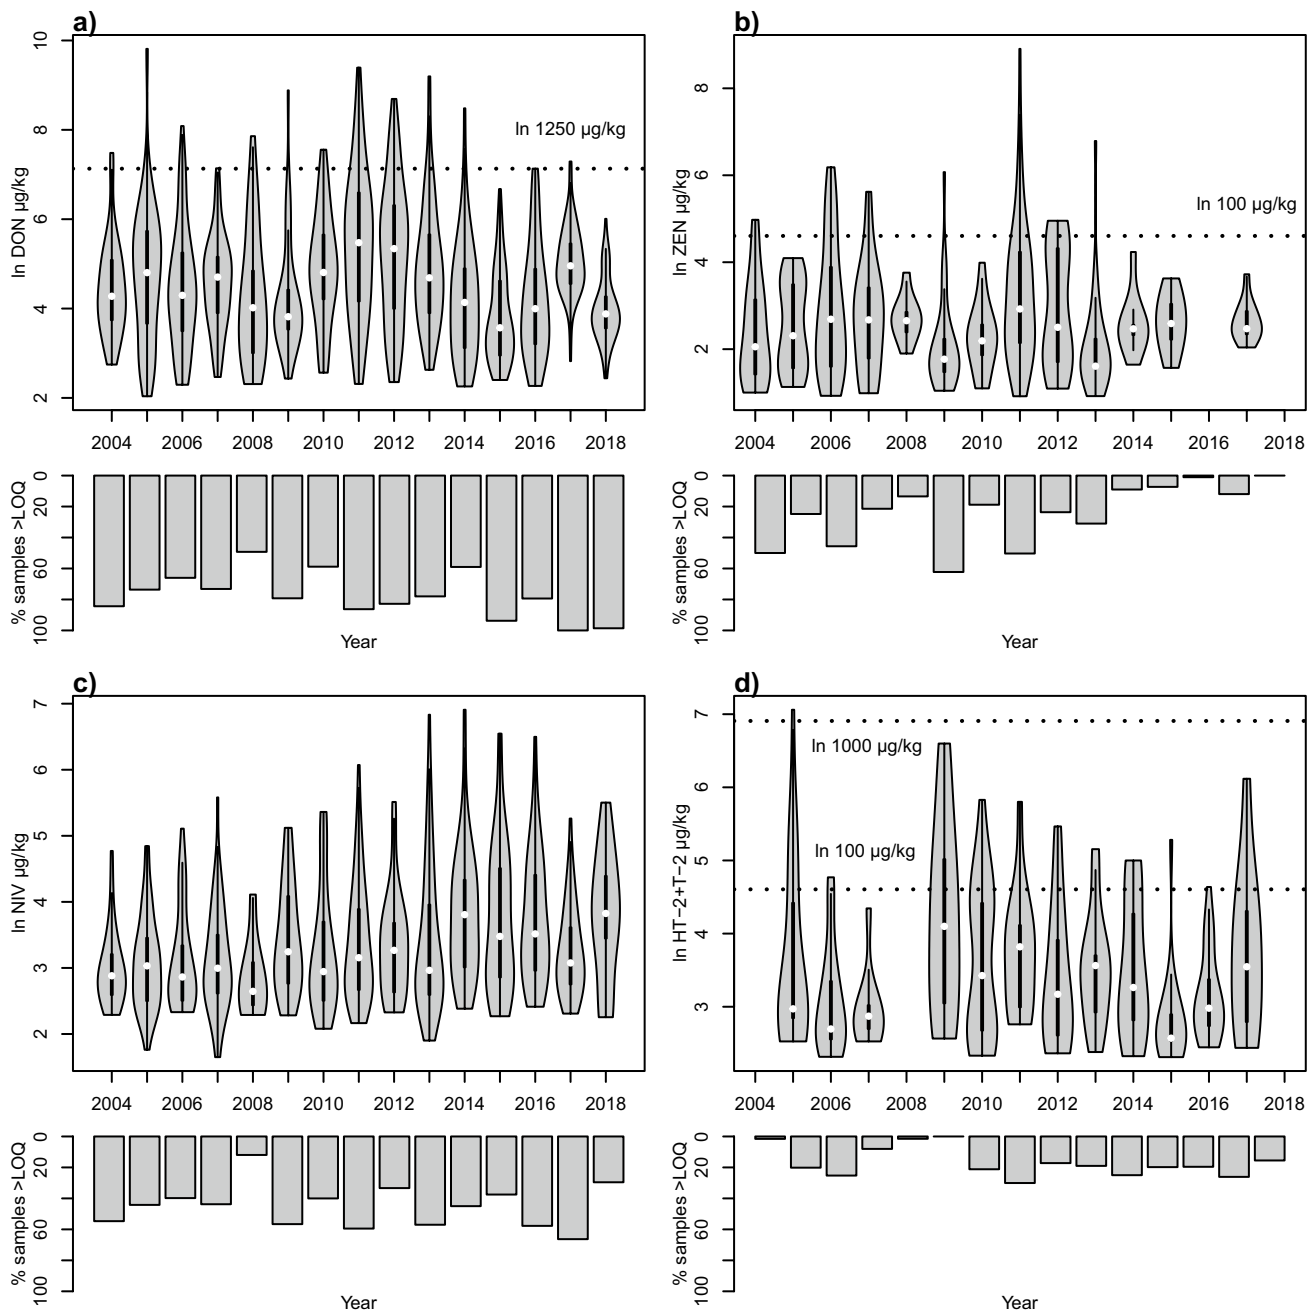 a)
ln DON µg/kg
10
8
6
4
2
ln 1250 µg/kg
2004 2006 2008 2010 2012 2014 2016 2018
% samples >LOQ
0
20
60
100
Year
b)
ln ZEN µg/kg
8
6
4
2
ln 100 µg/kg
2004 2006 2008 2010 2012 2014 2016 2018
% samples >LOQ
0
20
60
100
Year
c)
ln NIV µg/kg
7
6
5
4
3
2
2004 2006 2008 2010 2012 2014 2016 2018
% samples >LOQ
0
20
60
100
Year
d)
ln HT−2+T−2 µg/kg
7
6
5
4
3
ln 1000 µg/kg
ln 100 µg/kg
2004 2006 2008 2010 2012 2014 2016 2018
% samples >LOQ
0
20
60
100
Year